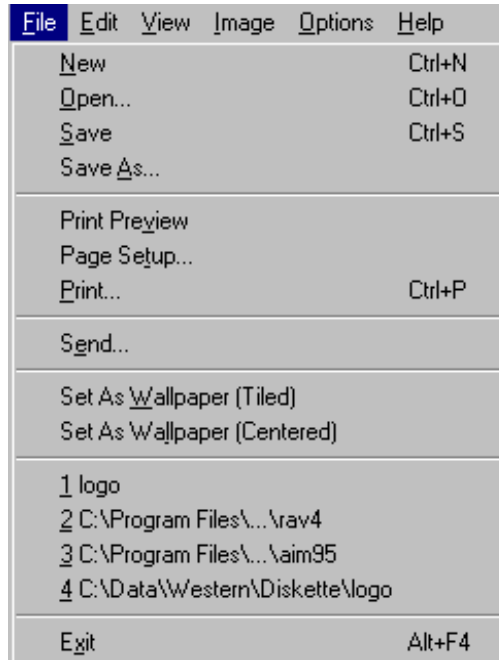 File Edit View Image Options Help
New Ctrl+N
Open... Ctrl+O
Save Ctrl+S
Save As...
Print Preview
Page Setup...
Print... Ctrl+P
Send...
Set As Wallpaper (Tiled)
Set As Wallpaper (Centered)
1 logo
2 C:\Program Files\...\rav4
3 C:\Program Files\...\aim95
4 C:\Data\Western\Diskette\logo
Exit Alt+F4